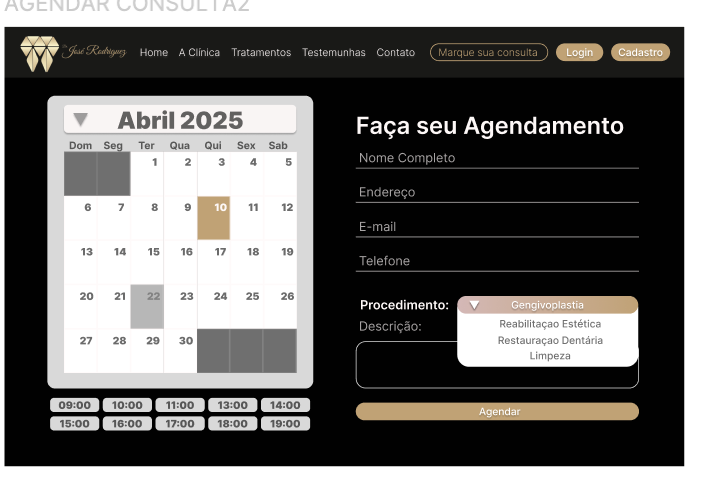 AGENDAR CONSULTA2
José Rodriguez Home A Clínica Tratamentos Testemunhas Contato Marque sua consulta Login Cadastro
Abril 2025
Dom Seg Ter Qua Qui Sex Sab
1 2 3 4 5
6 7 8 9 10 11 12
13 14 15 16 17 18 19
20 21 22 23 24 25 26
27 28 29 30
09:00 10:00 11:00 13:00 14:00
15:00 16:00 17:00 18:00 19:00
Faça seu Agendamento
Nome Completo
Endereço
E-mail
Telefone
Procedimento: Gengivoplastia
Descrição: Reabilitaçao Estética
Restauraçao Dentária
Limpeza
Agendar